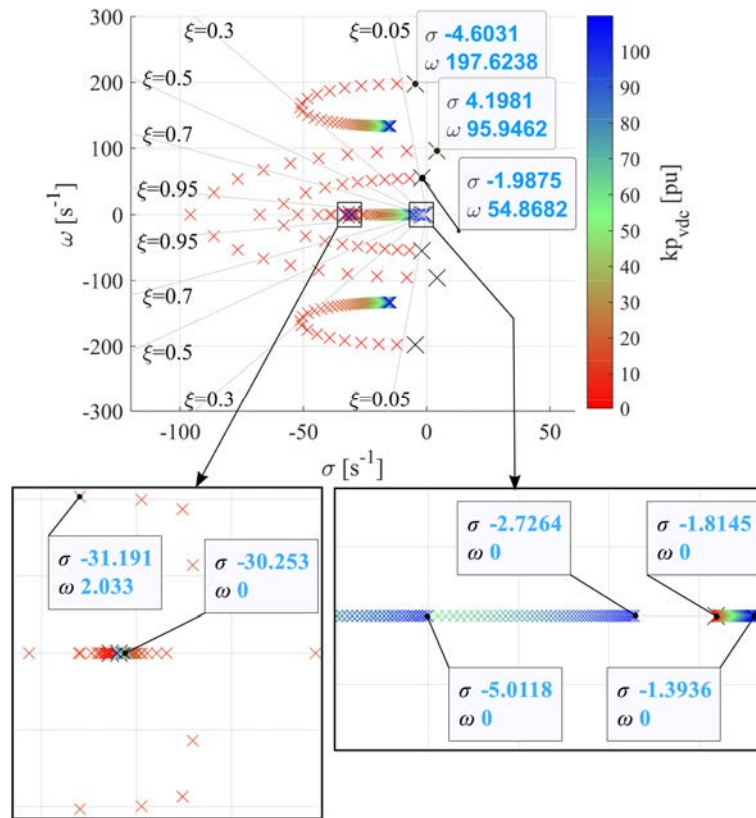 ξ=0.3
ξ=0.05
σ -4.6031
ω 197.6238
ξ=0.5
σ 4.1981
ω 95.9462
ξ=0.7
ξ=0.95
σ -1.9875
ω 54.8682
ξ=0.95
ξ=0.7
ξ=0.5
ξ=0.3
ξ=0.05
300
200
100
0
-100
-200
-300
ω [s⁻¹]
-100
-50
0
50
σ [s⁻¹]
100
90
80
70
60
50
40
30
20
10
0
kp_vdc [pu]
σ -31.191
ω 2.033
σ -30.253
ω 0
σ -2.7264
ω 0
σ -1.8145
ω 0
σ -5.0118
ω 0
σ -1.3936
ω 0